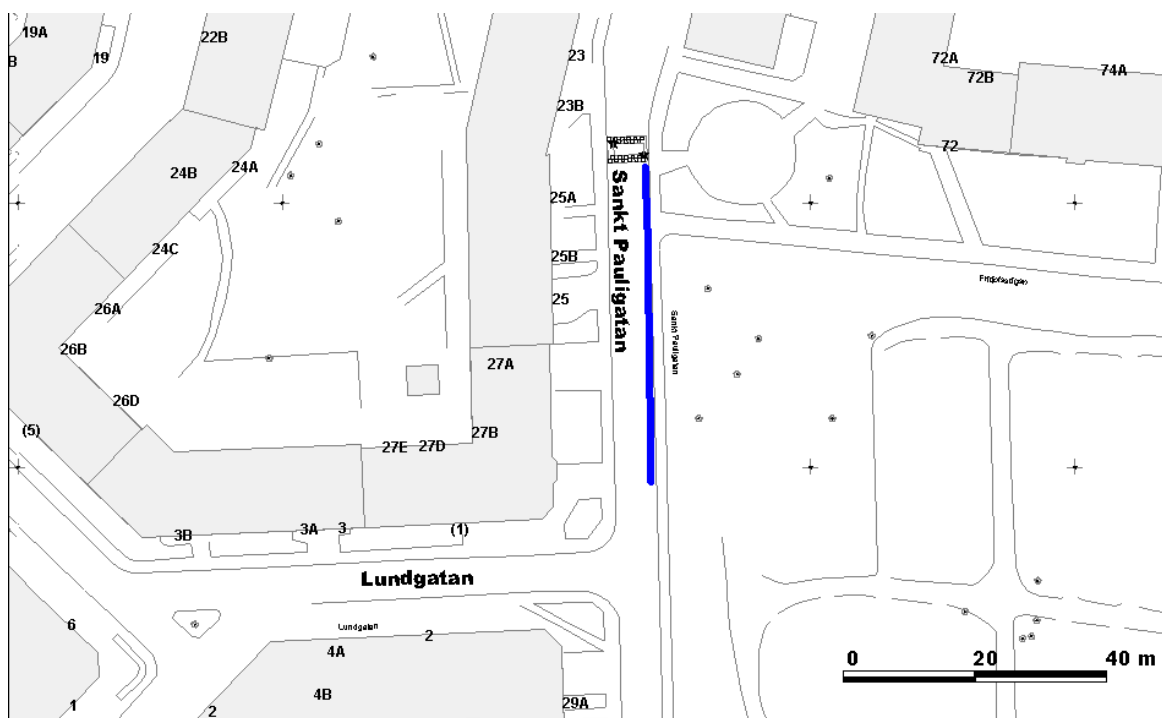 19A
B
19
22B
23
23B
72A
72B
74A
72
24B
24A
25A
Sankt Pauligatan
24C
25B
25
26A
26B
Sankt Pauligatan
27A
26D
(5)
27E
27D
27B
3B
3A
3
(1)
Lundgatan
6
Lundgatan
2
4A
4B
1
2
29A
0
20
40 m